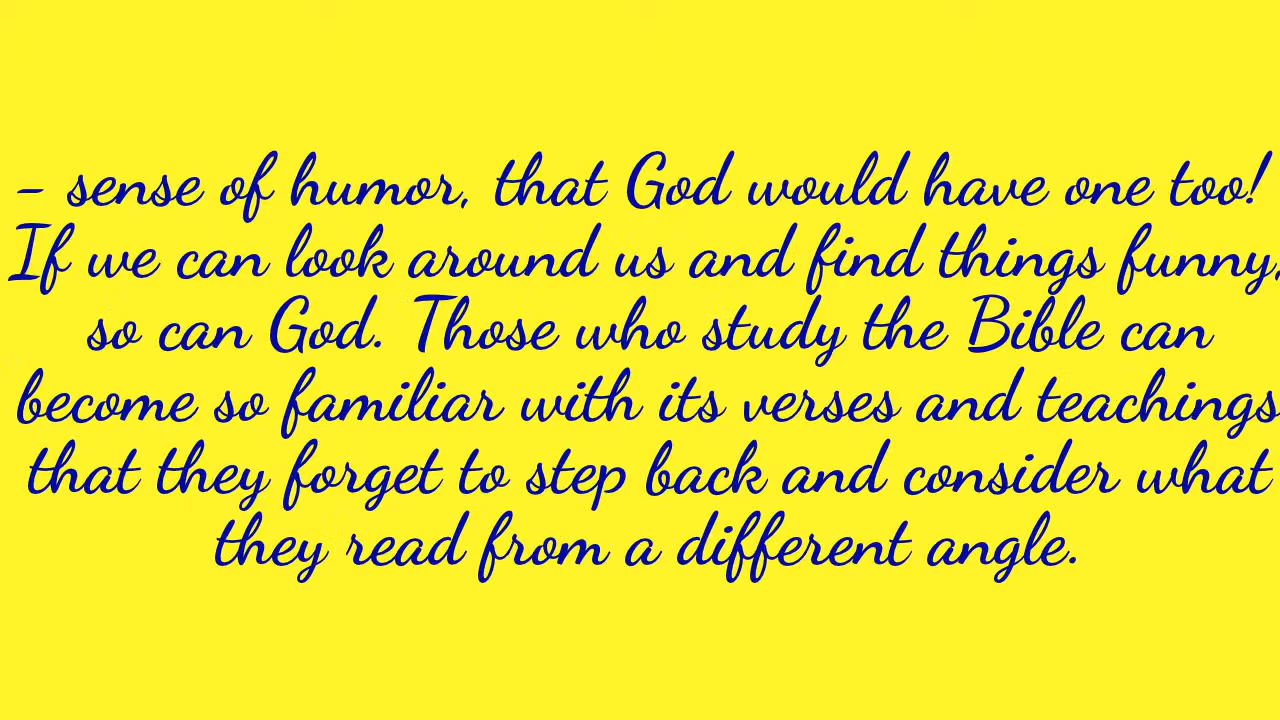 - sense of humor, that God would have one too!
If we can look around us and find things funny,
so can God. Those who study the Bible can
become so familiar with its verses and teachings
that they forget to step back and consider what
they read from a different angle.